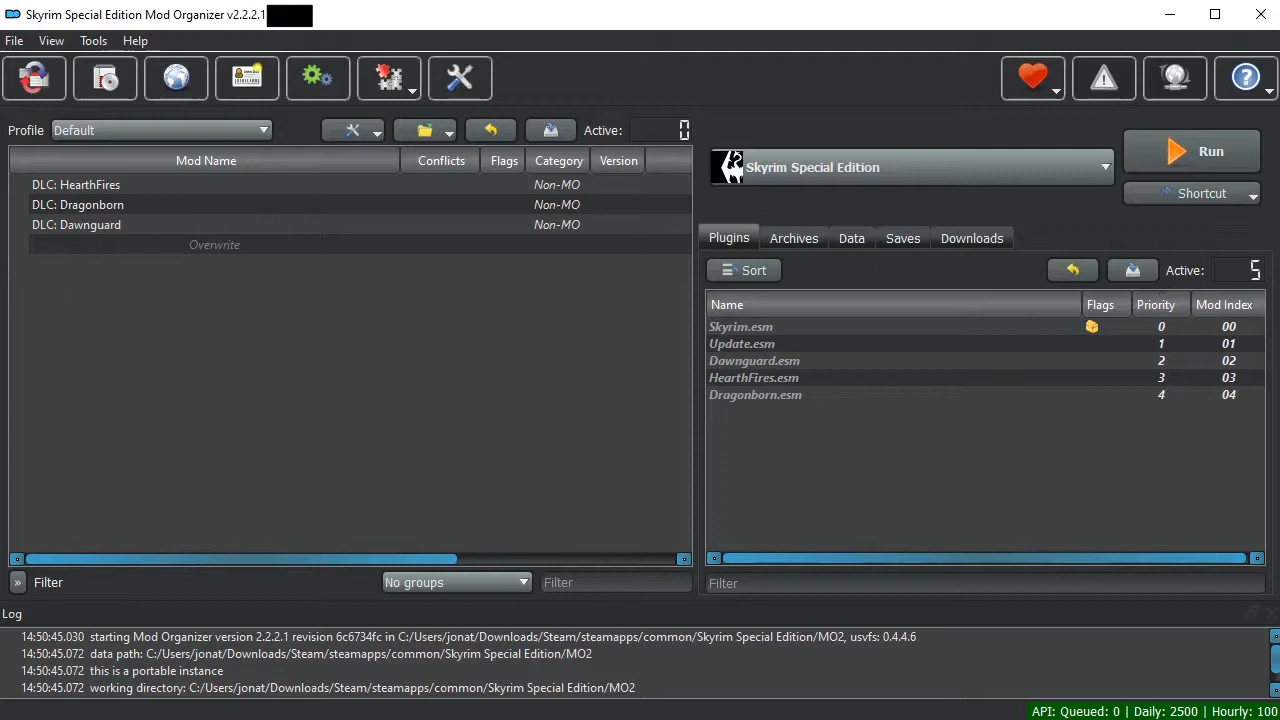 Skyrim Special Edition Mod Organizer v2.2.2.1
File View Tools Help
Profile Default Active: 0
Mod Name Conflicts Flags Category Version
DLC: HearthFires Non-MO
DLC: Dragonborn Non-MO
DLC: Dawnguard Non-MO
Overwrite
» Filter No groups Filter
Skyrim Special Edition
Run
Shortcut
Plugins Archives Data Saves Downloads
Sort Active: 5
Name Flags Priority Mod Index
Skyrim.esm 0 00
Update.esm 1 01
Dawnguard.esm 2 02
HearthFires.esm 3 03
Dragonborn.esm 4 04
Filter
Log
14:50:45.030 starting Mod Organizer version 2.2.2.1 revision 6c6734fc in C:/Users/jonat/Downloads/Steam/steamapps/common/Skyrim Special Edition/MO2, usvfs: 0.4.4.6
14:50:45.072 data path: C:/Users/jonat/Downloads/Steam/steamapps/common/Skyrim Special Edition/MO2
14:50:45.072 this is a portable instance
14:50:45.072 working directory: C:/Users/jonat/Downloads/Steam/steamapps/common/Skyrim Special Edition/MO2
API: Queued: 0 | Daily: 2500 | Hourly: 100